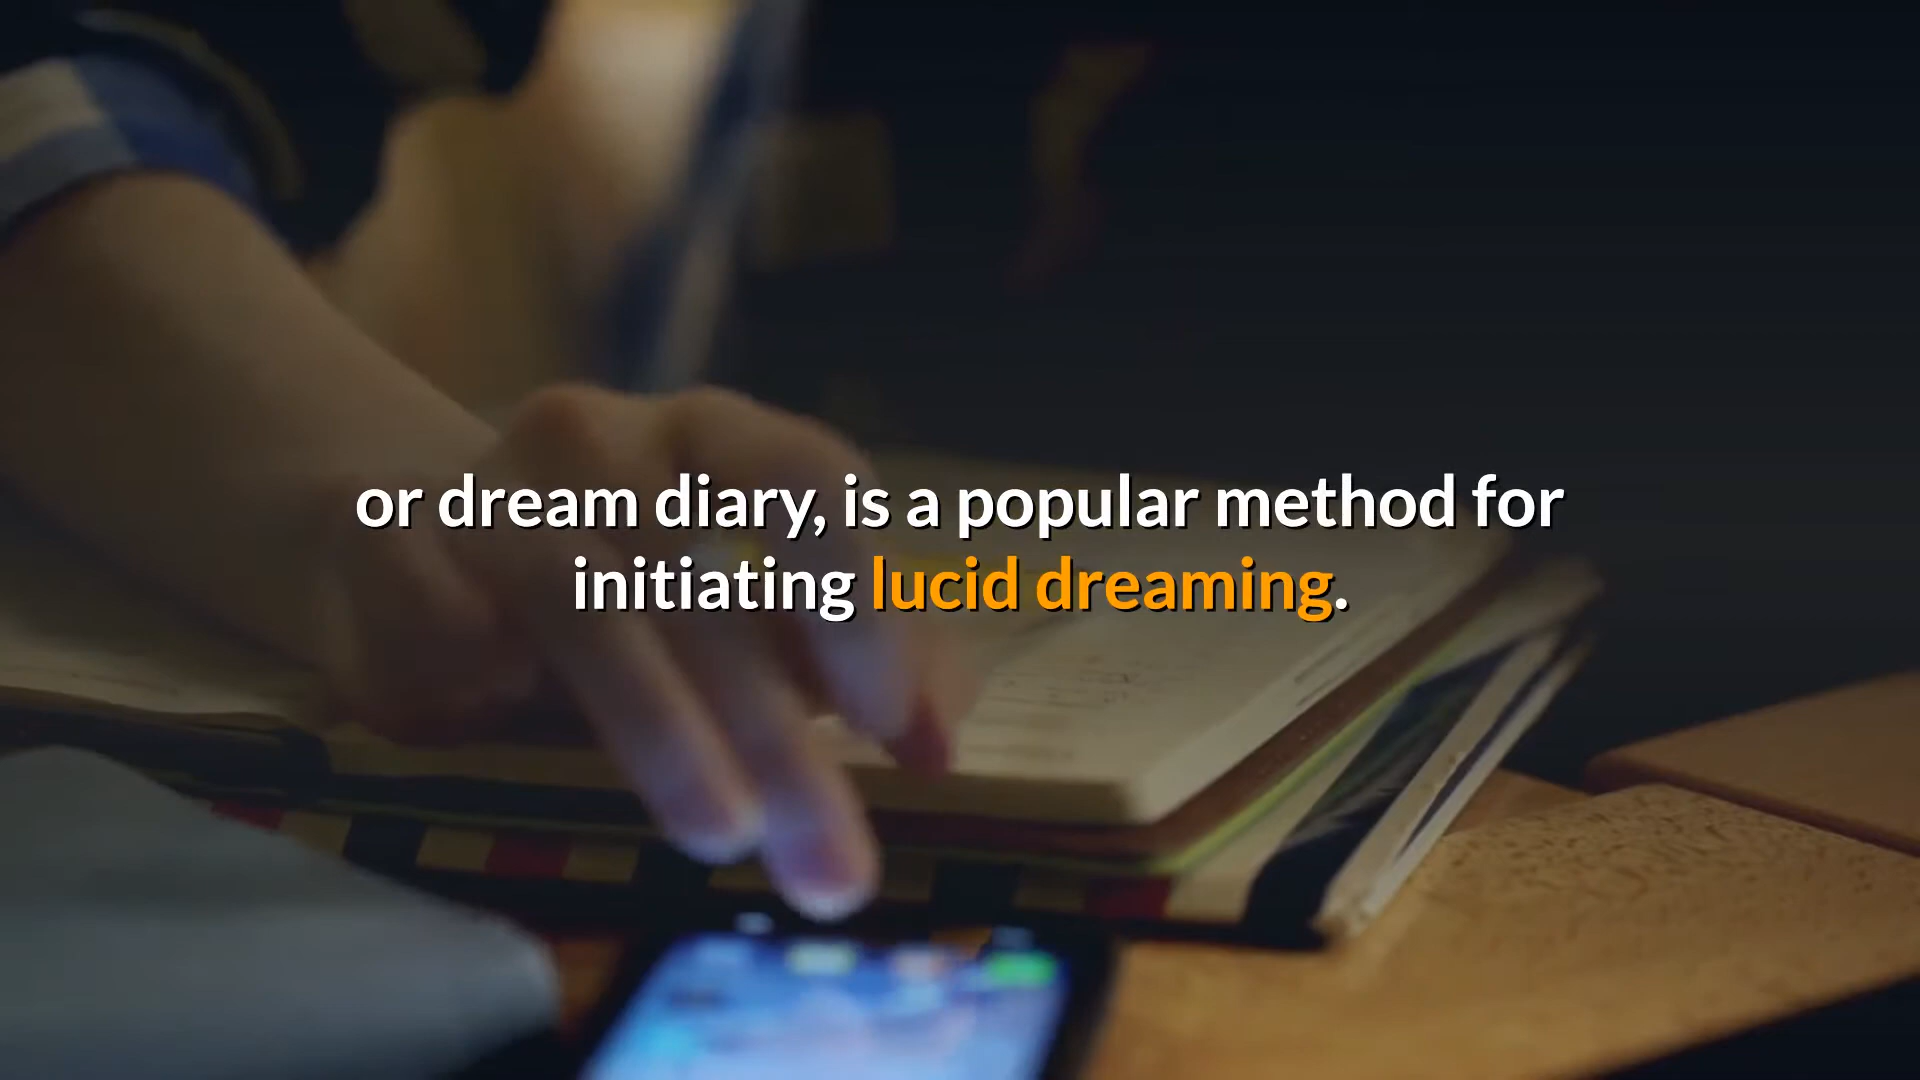 or dream diary, is a popular method for
initiating lucid dreaming.